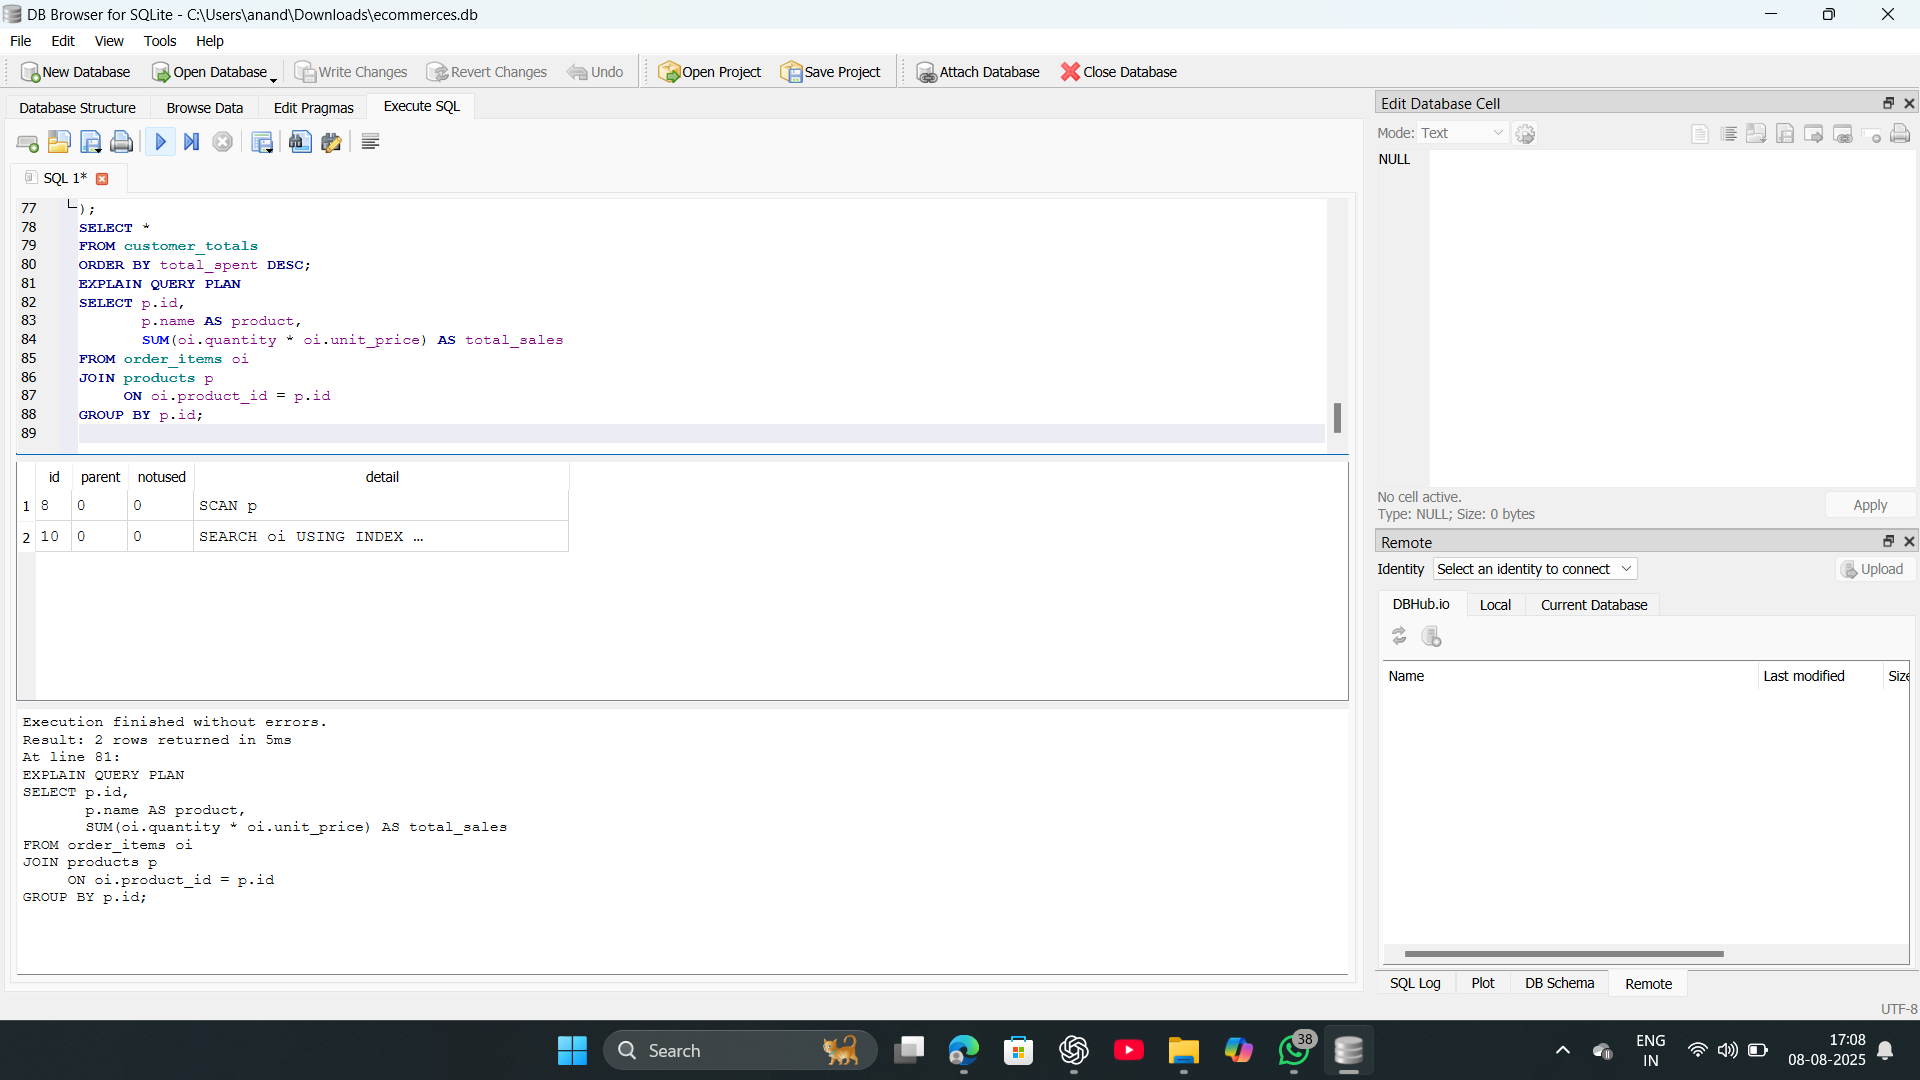 DB Browser for SQLite - C:\Users\anand\Downloads\ecommerces.db
File Edit View Tools Help
New Database Open Database Write Changes Revert Changes Undo Open Project Save Project Attach Database Close Database
Database Structure Browse Data Edit Pragmas Execute SQL
SQL 1*
77 );
78 SELECT *
79 FROM customer_totals
80 ORDER BY total_spent DESC;
81 EXPLAIN QUERY PLAN
82 SELECT p.id,
83 p.name AS product,
84 SUM(oi.quantity * oi.unit_price) AS total_sales
85 FROM order_items oi
86 JOIN products p
87 ON oi.product_id = p.id
88 GROUP BY p.id;
89
id parent notused detail
1 8 0 0 SCAN p
2 10 0 0 SEARCH oi USING INDEX ...
Execution finished without errors.
Result: 2 rows returned in 5ms
At line 81:
EXPLAIN QUERY PLAN
SELECT p.id,
p.name AS product,
SUM(oi.quantity * oi.unit_price) AS total_sales
FROM order_items oi
JOIN products p
ON oi.product_id = p.id
GROUP BY p.id;
Edit Database Cell
Mode: Text
NULL
No cell active.
Type: NULL; Size: 0 bytes
Apply
Remote
Identity Select an identity to connect Upload
DBHub.io Local Current Database
Name Last modified Size
SQL Log Plot DB Schema Remote
UTF-8
Search
38
ENG
IN
17:08
08-08-2025